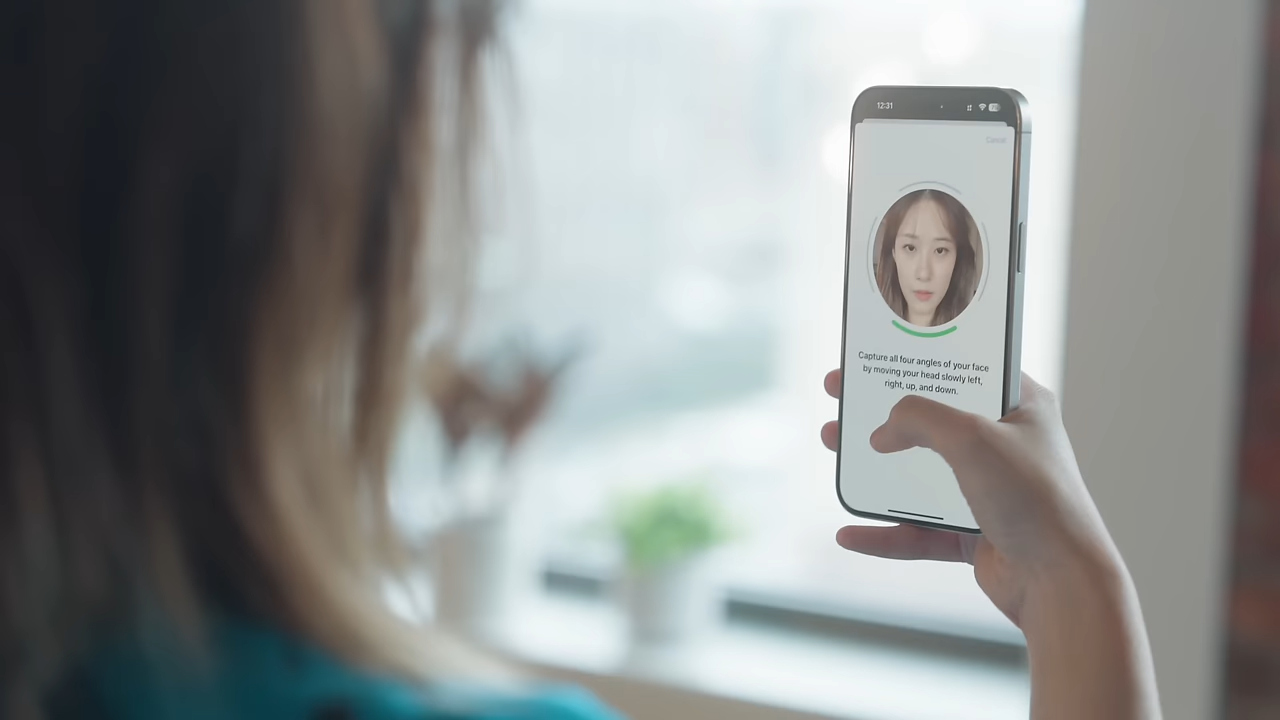 12:31
Cancel
Capture all four angles of your face
by moving your head slowly left,
right, up, and down.